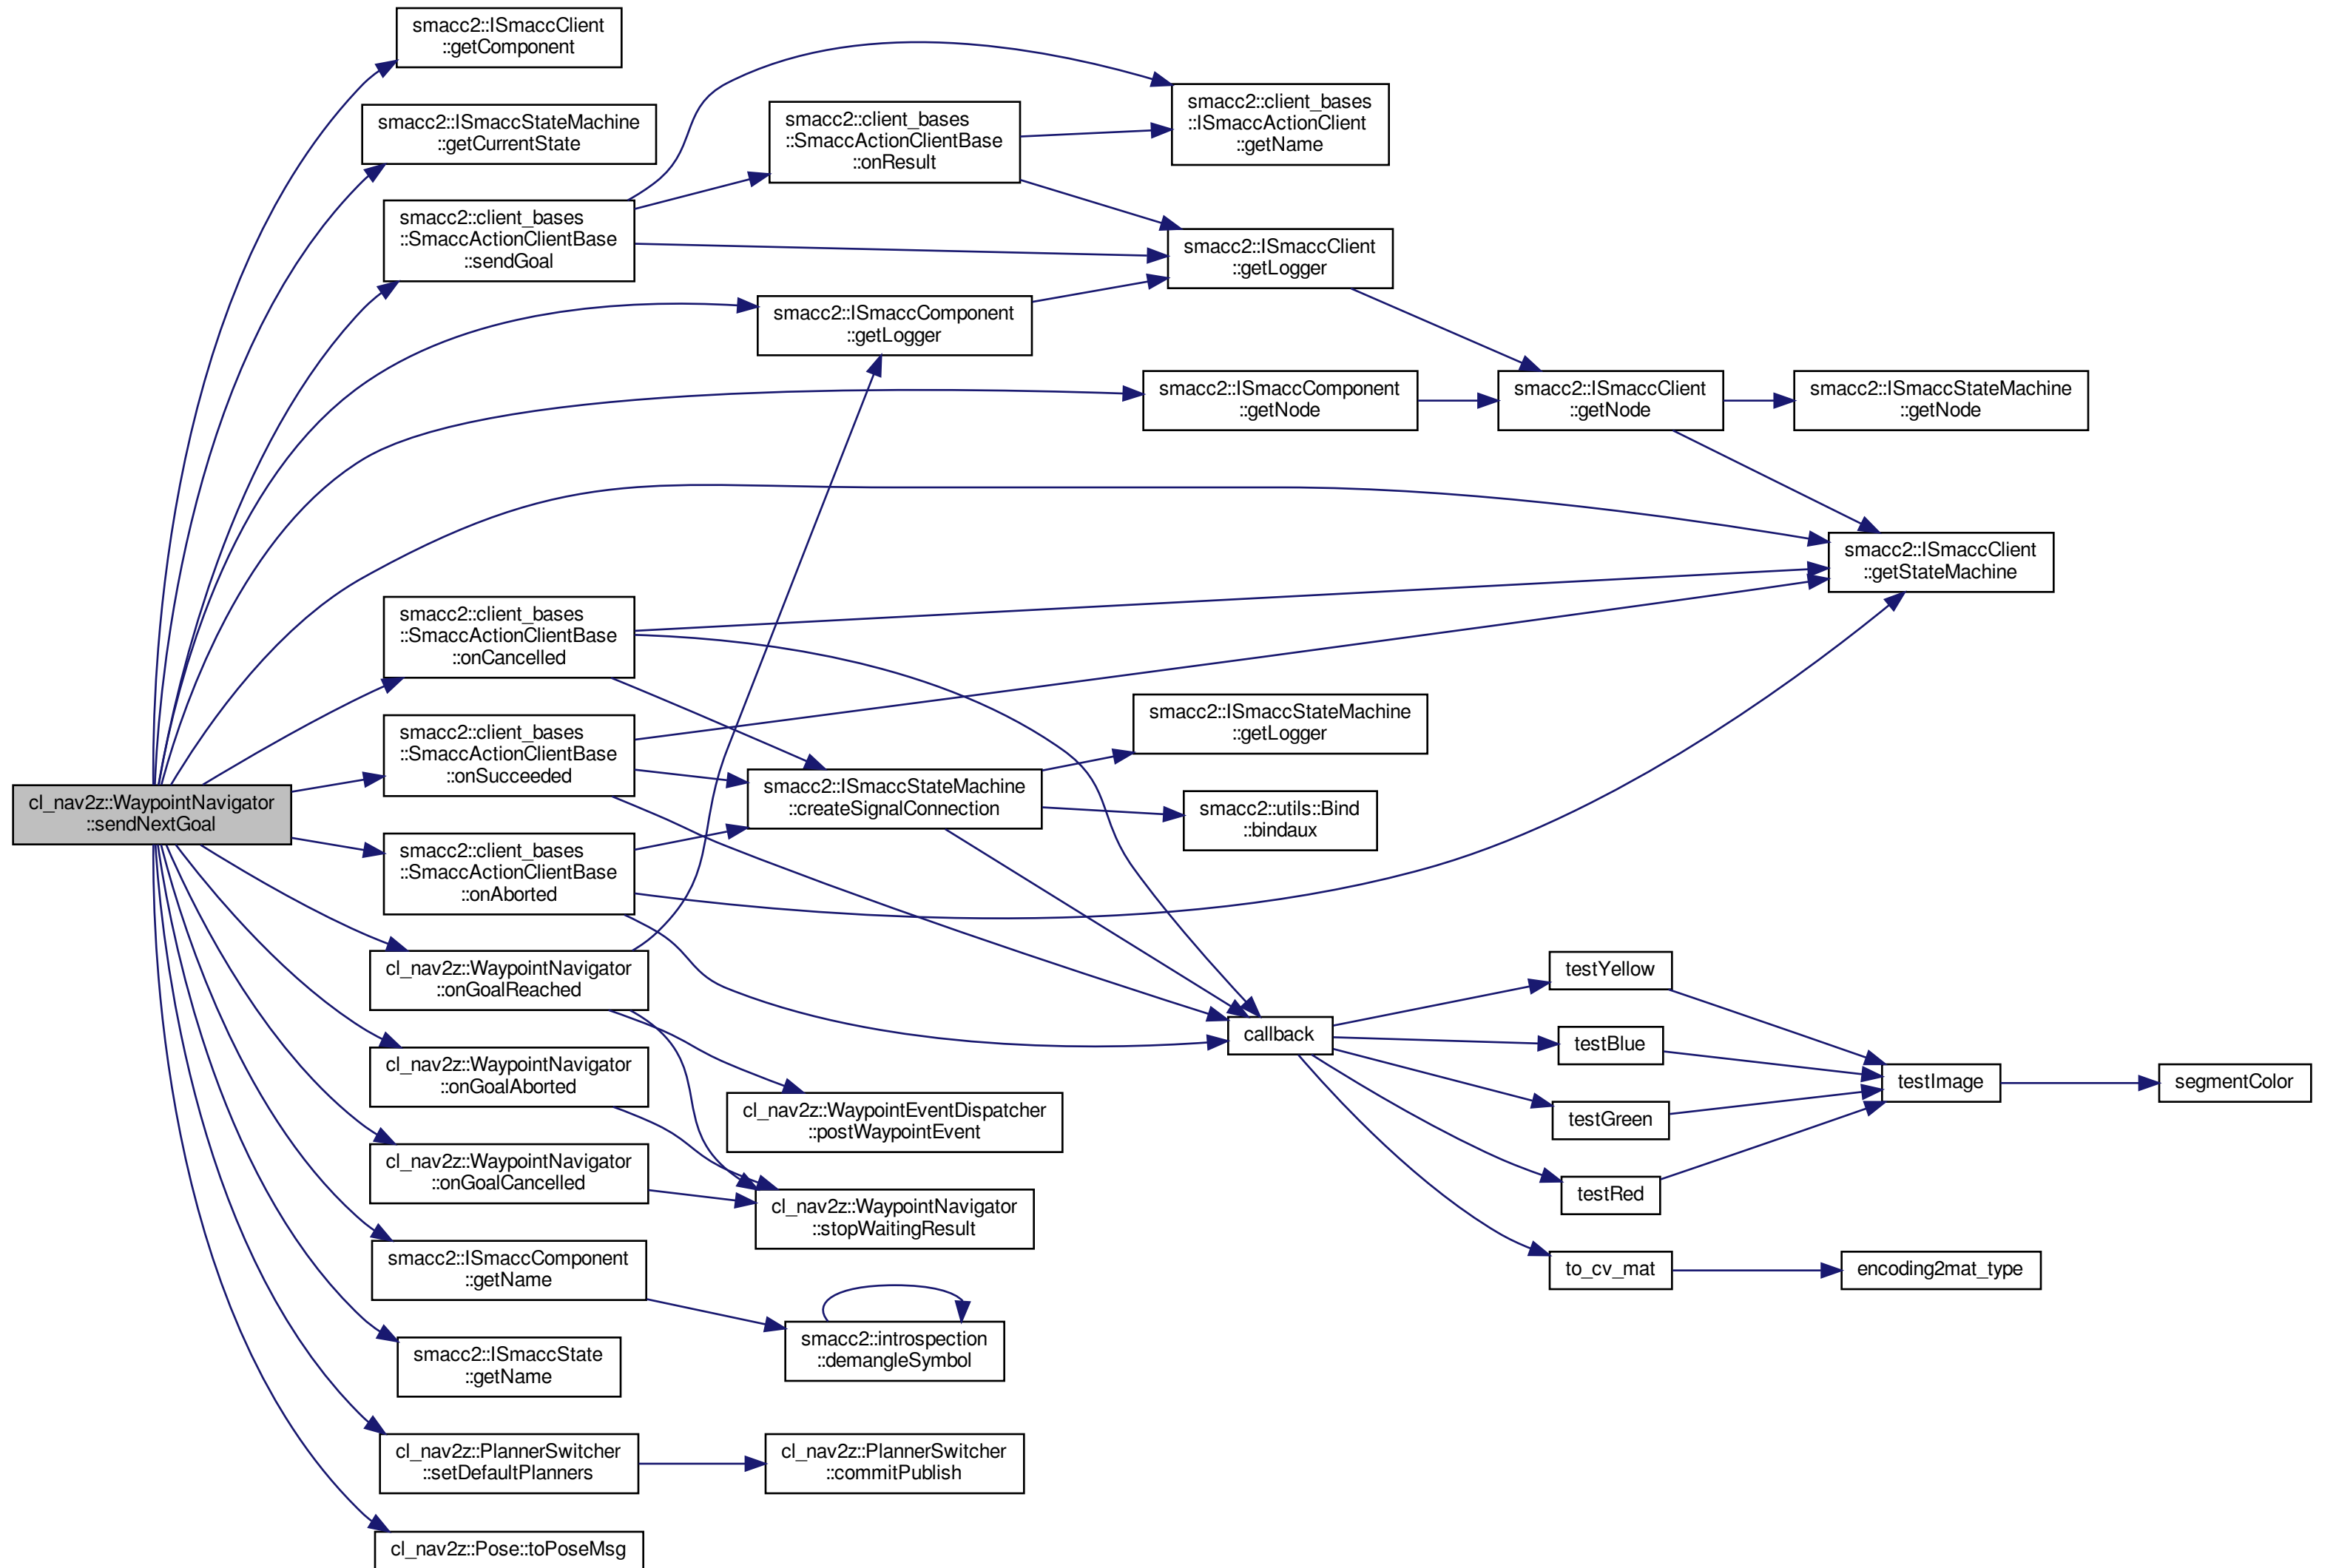 smacc2::ISmaccClient
::getComponent
smacc2::ISmaccStateMachine
::getCurrentState
smacc2::client_bases
::SmaccActionClientBase
::sendGoal
smacc2::client_bases
::SmaccActionClientBase
::onResult
smacc2::client_bases
::ISmaccActionClient
::getName
smacc2::ISmaccClient
::getLogger
smacc2::ISmaccComponent
::getLogger
smacc2::ISmaccComponent
::getNode
smacc2::ISmaccClient
::getNode
smacc2::ISmaccStateMachine
::getNode
smacc2::ISmaccClient
::getStateMachine
smacc2::client_bases
::SmaccActionClientBase
::onCancelled
smacc2::client_bases
::SmaccActionClientBase
::onSucceeded
smacc2::ISmaccStateMachine
::getLogger
cl_nav2z::WaypointNavigator
::sendNextGoal
smacc2::ISmaccStateMachine
::createSignalConnection
smacc2::utils::Bind
::bindaux
smacc2::client_bases
::SmaccActionClientBase
::onAborted
cl_nav2z::WaypointNavigator
::onGoalReached
callback
testYellow
testBlue
testGreen
testRed
to_cv_mat
testImage
segmentColor
encoding2mat_type
cl_nav2z::WaypointNavigator
::onGoalAborted
cl_nav2z::WaypointEventDispatcher
::postWaypointEvent
cl_nav2z::WaypointNavigator
::onGoalCancelled
cl_nav2z::WaypointNavigator
::stopWaitingResult
smacc2::ISmaccComponent
::getName
smacc2::introspection
::demangleSymbol
smacc2::ISmaccState
::getName
cl_nav2z::PlannerSwitcher
::setDefaultPlanners
cl_nav2z::PlannerSwitcher
::commitPublish
cl_nav2z::Pose::toPoseMsg